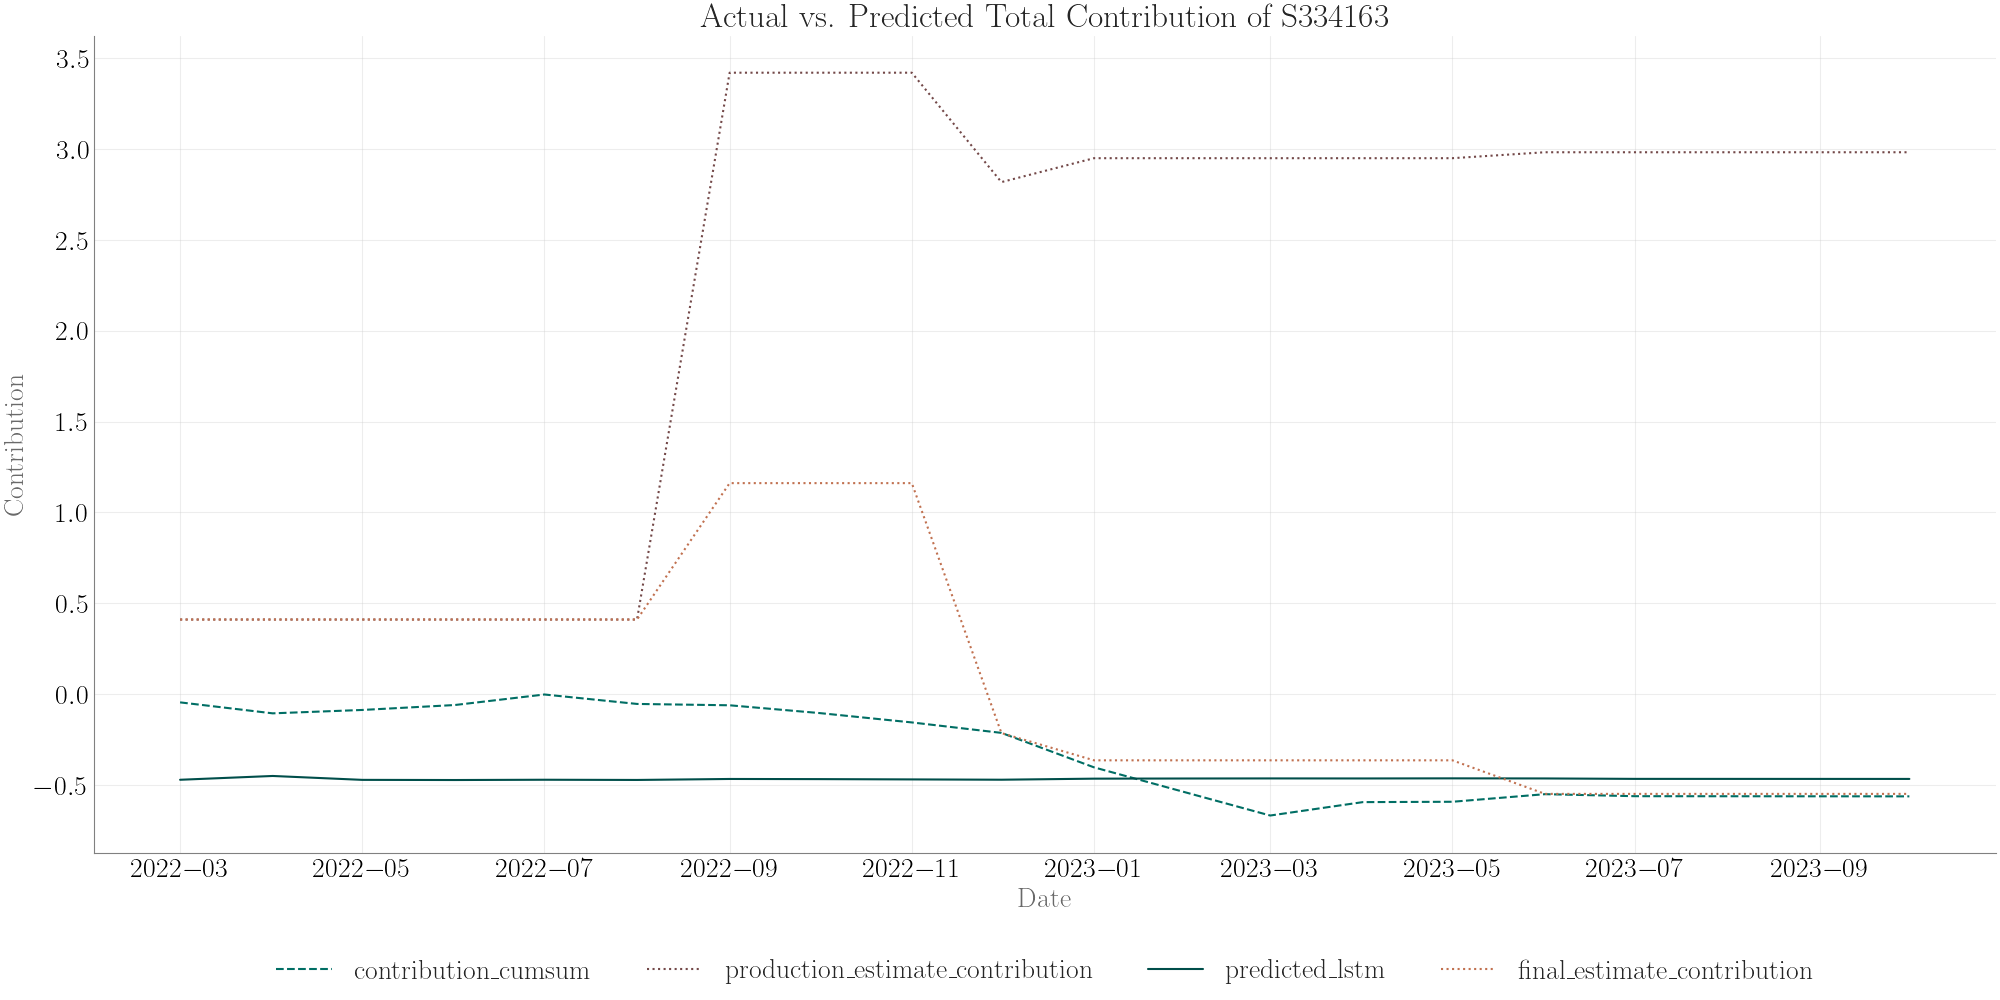 Actual vs. Predicted Total Contribution of S334163
3.5
3.0
2.5
2.0
1.5
1.0
0.5
0.0
−0.5
Contribution
2022−03 2022−05 2022−07 2022−09 2022−11 2023−01 2023−03 2023−05 2023−07 2023−09
Date
contribution_cumsum production_estimate_contribution predicted_lstm final_estimate_contribution